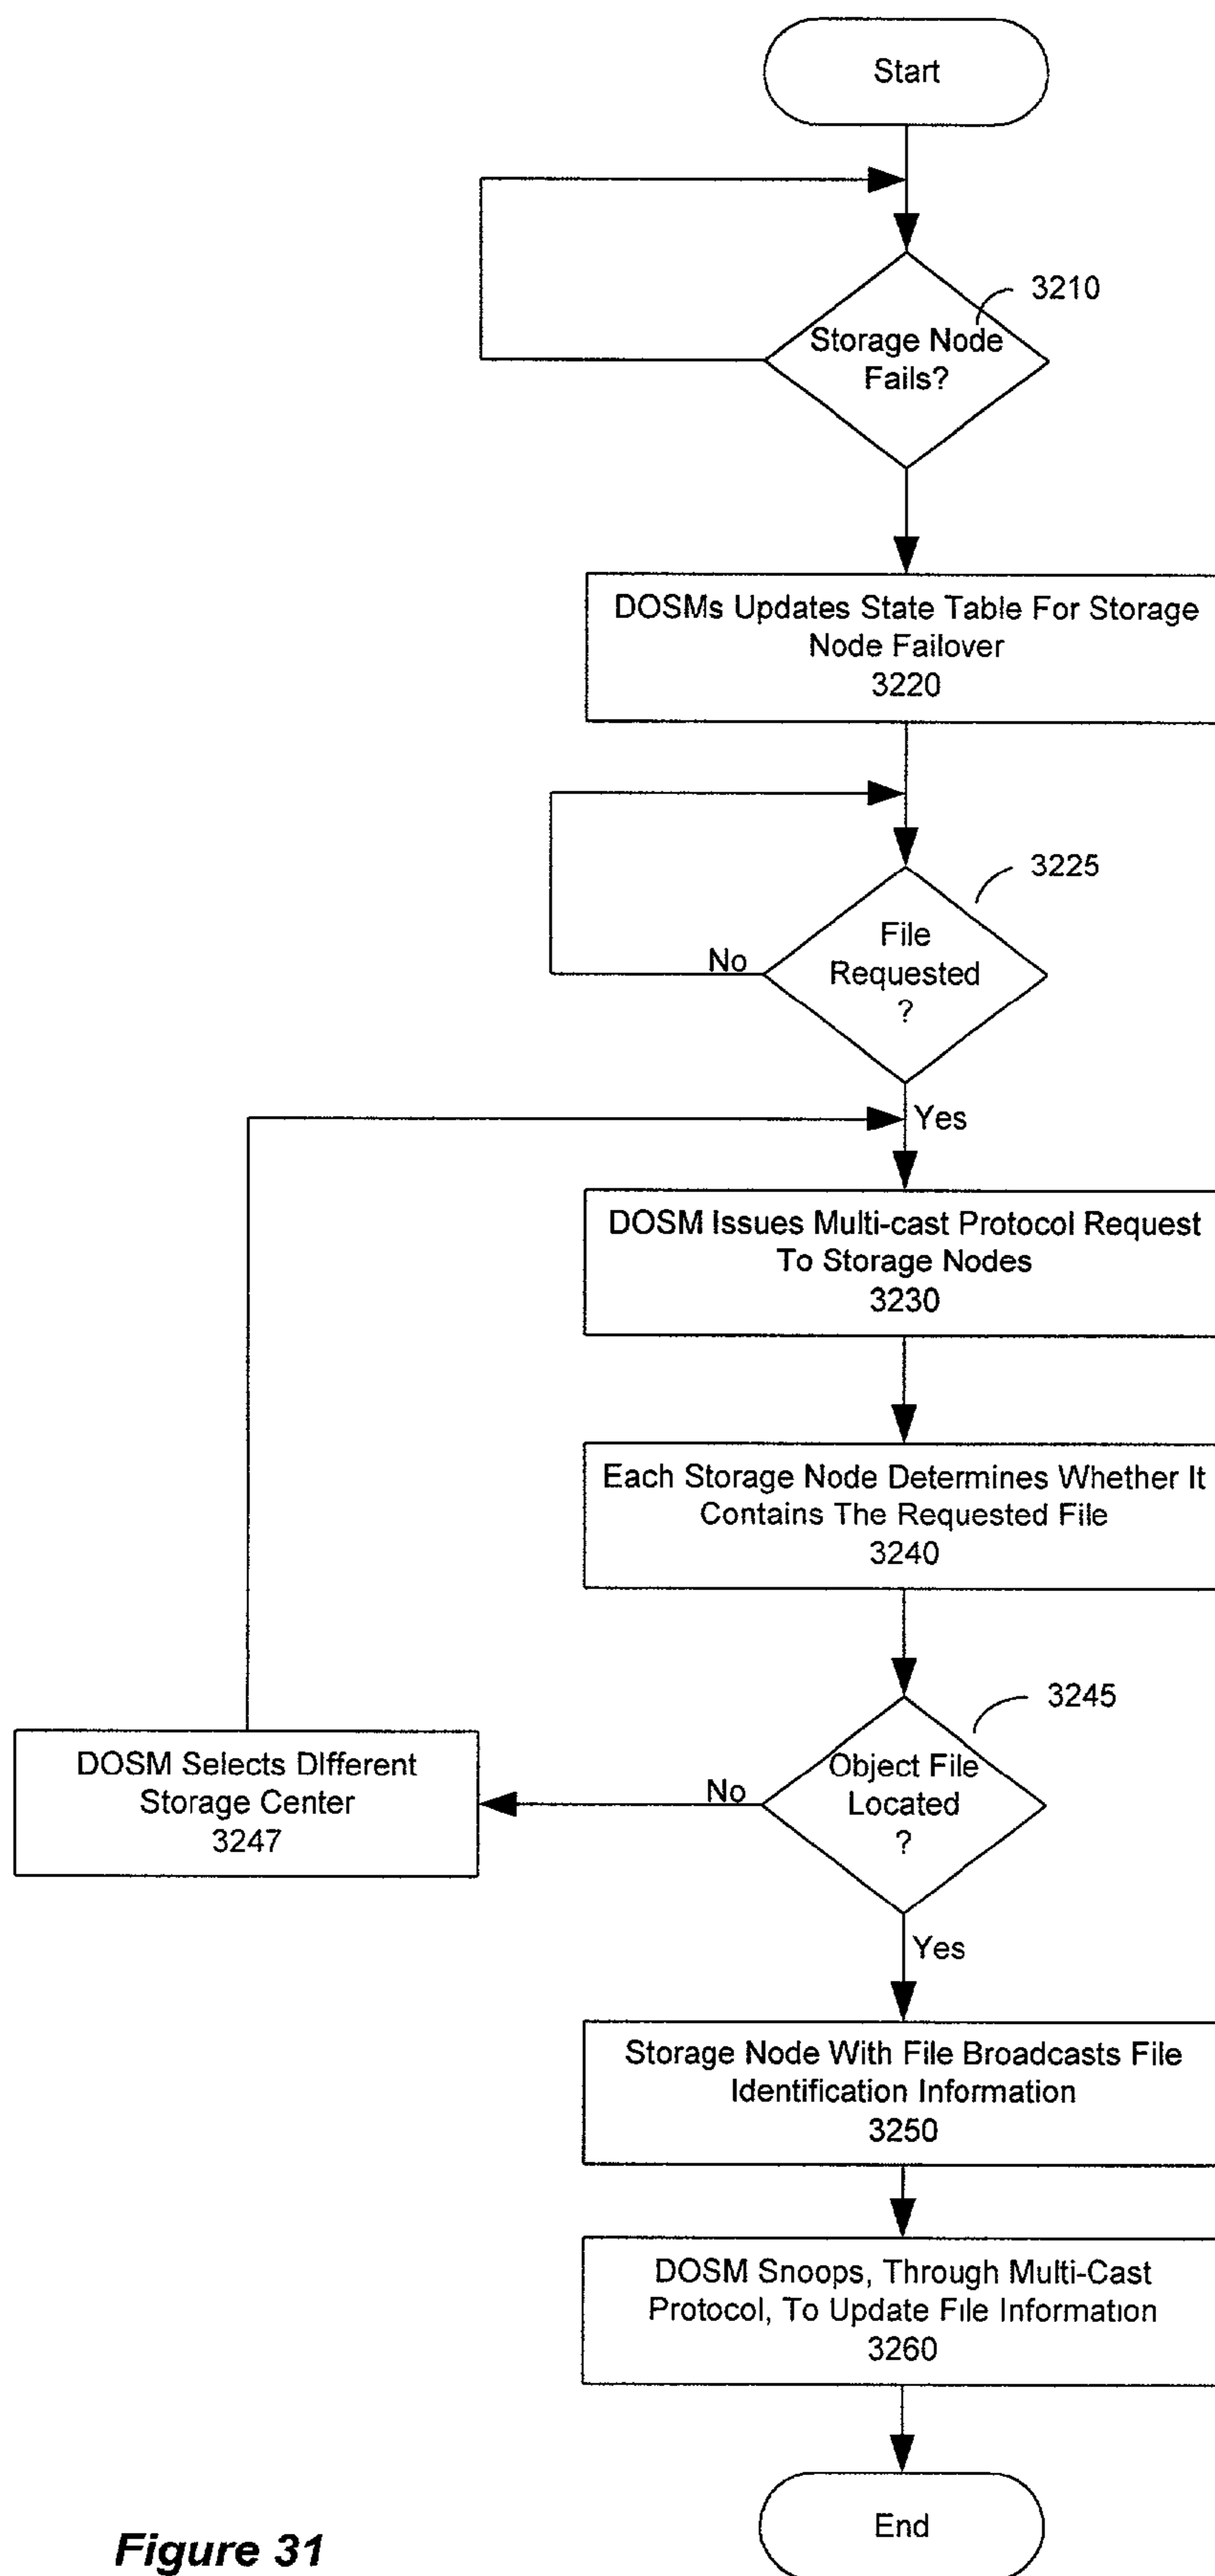 Start
3210
Storage Node
Fails?
DOSMs Updates State Table For Storage
Node Failover
3220
3225
File
Requested
?
No
Yes
DOSM Issues Multi-cast Protocol Request
To Storage Nodes
3230
Each Storage Node Determines Whether It
Contains The Requested File
3240
3245
Object File
Located
?
No
DOSM Selects DIfferent
Storage Center
3247
Yes
Storage Node With File Broadcasts File
Identification Information
3250
DOSM Snoops, Through Multi-Cast
Protocol, To Update File Information
3260
End
Figure 31